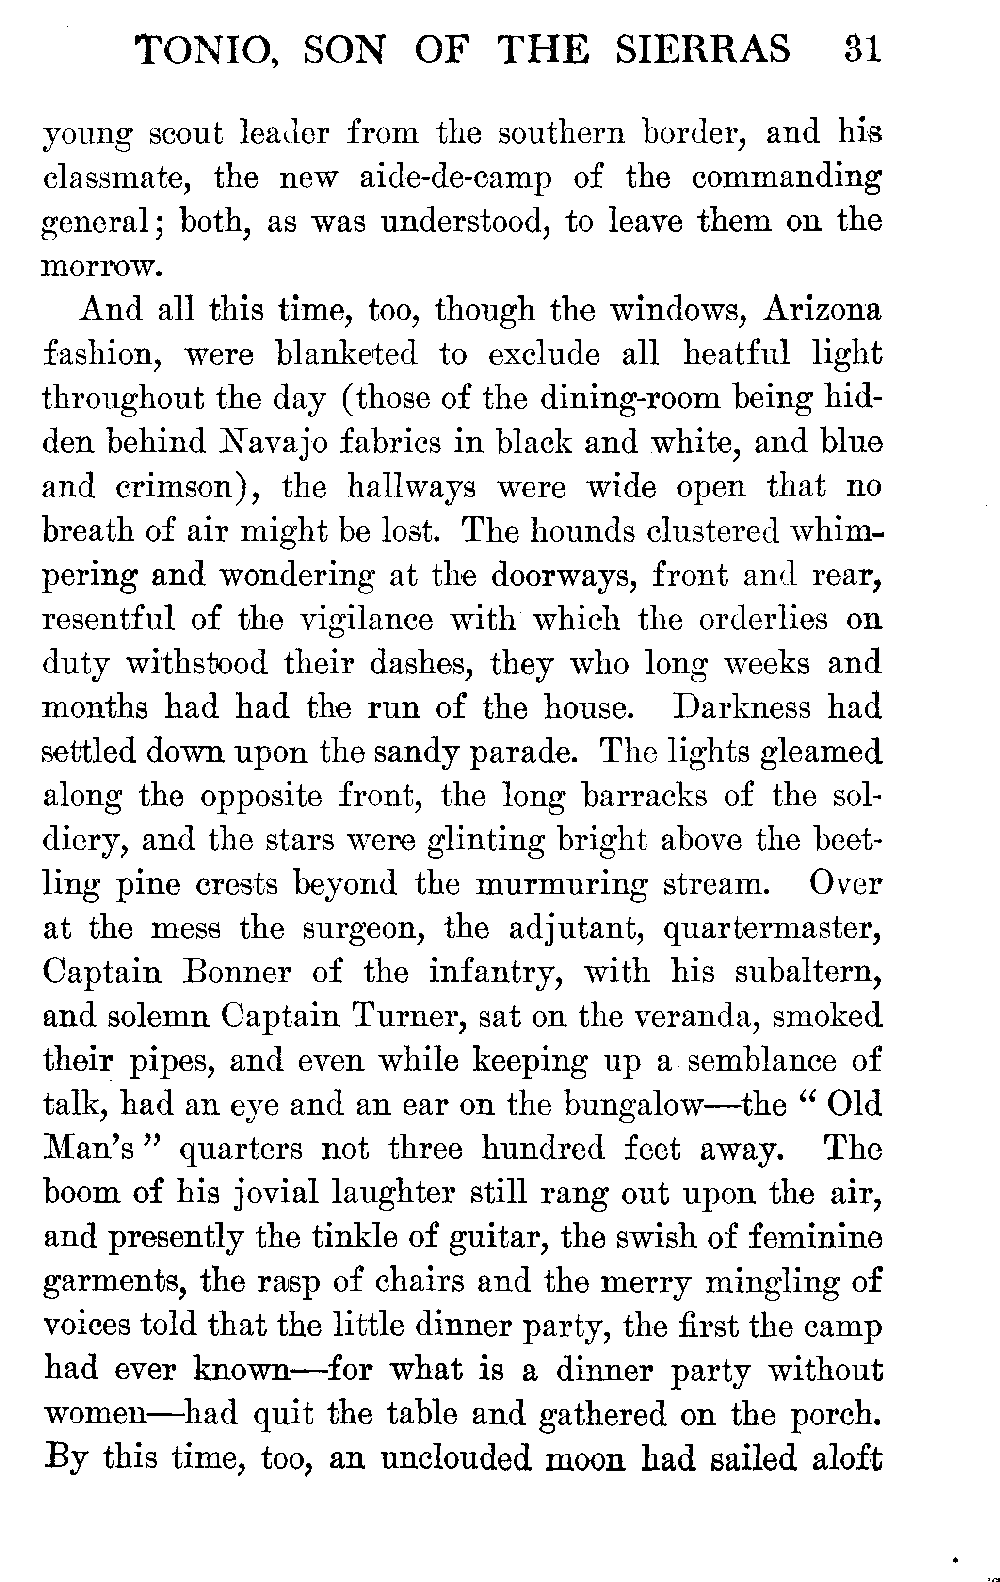 TONIO, SON OF THE SIERRAS 31
young scout leader from the southern border, and his
classmate, the new aide-de-camp of the commanding
general; both, as was understood, to leave them on the
morrow.
And all this time, too, though the windows, Arizona
fashion, were blanketed to exclude all heatful light
throughout the day (those of the dining-room being hid-
den behind Navajo fabrics in black and white, and blue
and crimson), the hallways were wide open that no
breath of air might be lost. The hounds clustered whim-
pering and wondering at the doorways, front and rear,
resentful of the vigilance with which the orderlies on
duty withstood their dashes, they who long weeks and
months had had the run of the house. Darkness had
settled down upon the sandy parade. The lights gleamed
along the opposite front, the long barracks of the sol-
diery, and the stars were glinting bright above the beet-
ling pine crests beyond the murmuring stream. Over
at the mess the surgeon, the adjutant, quartermaster,
Captain Bonner of the infantry, with his subaltern,
and solemn Captain Turner, sat on the veranda, smoked
their pipes, and even while keeping up a semblance of
talk, had an eye and an ear on the bungalow—the “ Old
Man’s ” quarters not three hundred feet away. The
boom of his jovial laughter still rang out upon the air,
and presently the tinkle of guitar, the swish of feminine
garments, the rasp of chairs and the merry mingling of
voices told that the little dinner party, the first the camp
had ever known—for what is a dinner party without
women—had quit the table and gathered on the porch.
By this time, too, an unclouded moon had sailed aloft